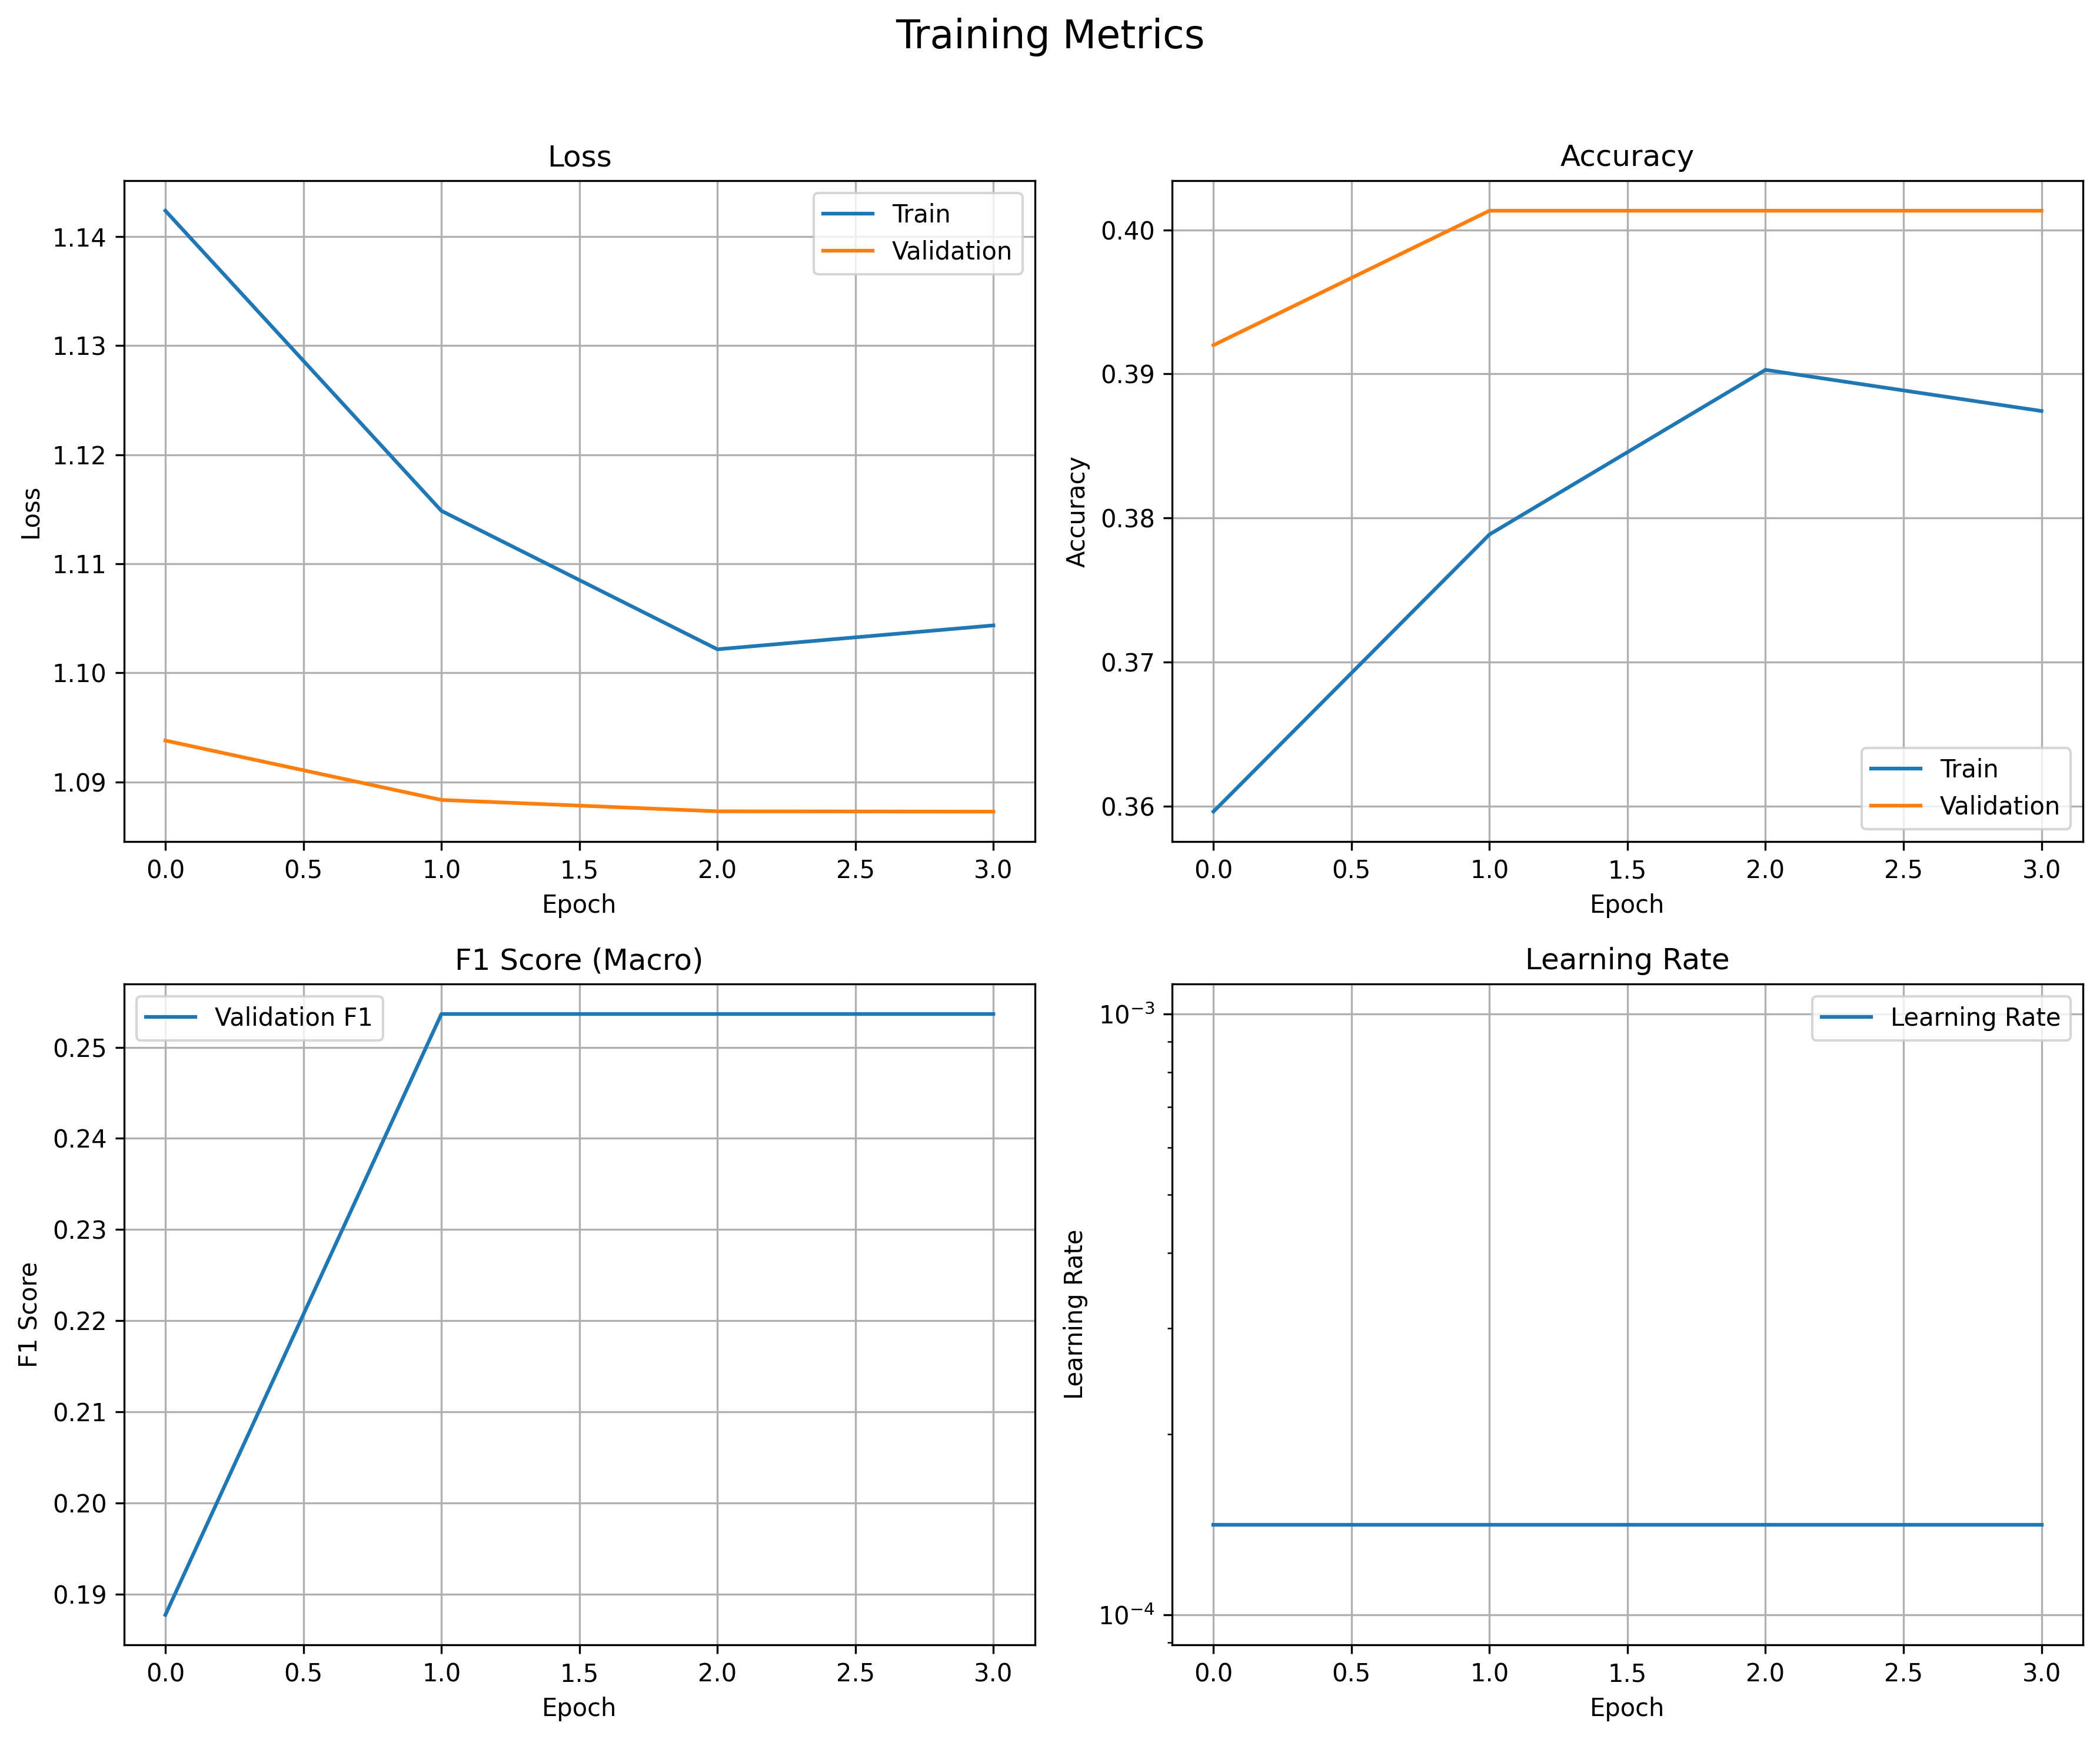 Training Metrics
Loss
Train
Validation
1.14
1.13
1.12
1.11
1.10
1.09
Loss
0.0 0.5 1.0 1.5 2.0 2.5 3.0
Epoch
Accuracy
0.40
0.39
0.38
0.37
0.36
Accuracy
Train
Validation
0.0 0.5 1.0 1.5 2.0 2.5 3.0
Epoch
F1 Score (Macro)
Validation F1
0.25
0.24
0.23
0.22
0.21
0.20
0.19
F1 Score
0.0 0.5 1.0 1.5 2.0 2.5 3.0
Epoch
Learning Rate
Learning Rate
10⁻³
10⁻⁴
Learning Rate
0.0 0.5 1.0 1.5 2.0 2.5 3.0
Epoch